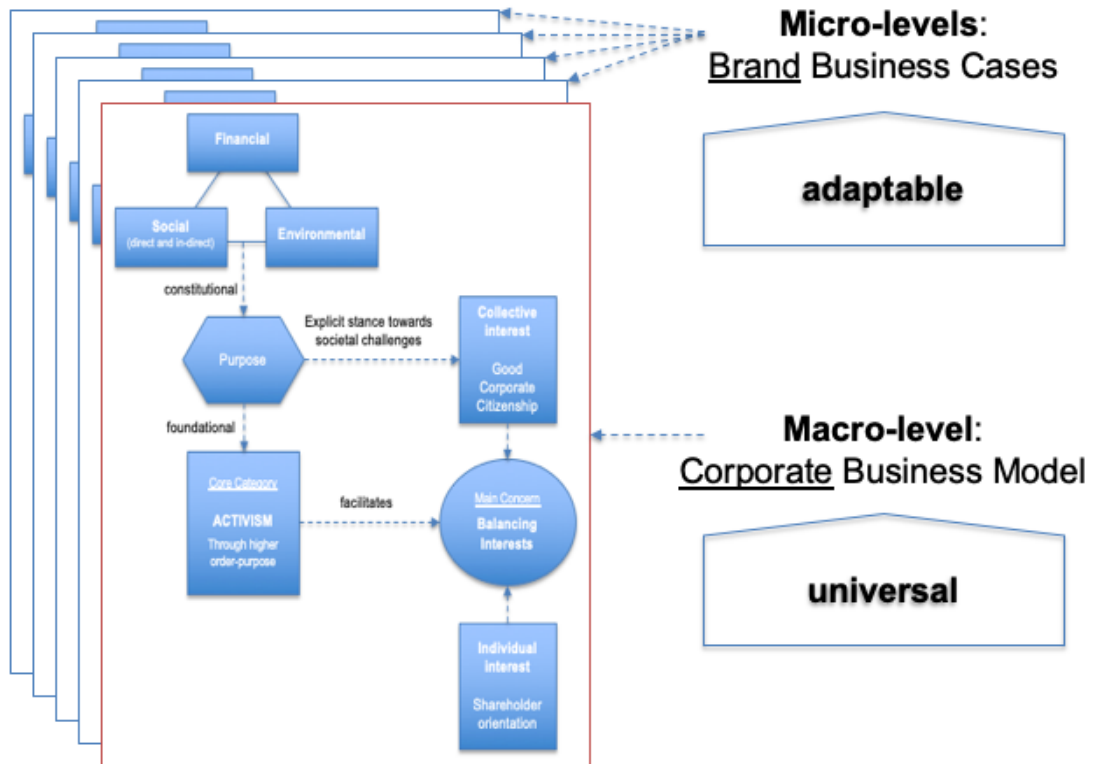 Micro-levels:
Brand Business Cases
adaptable
Financial
Social
(direct and in-direct)
Environmental
constitutional
Explicit stance towards
societal challenges
Purpose
Collective
interest
Good
Corporate
Citizenship
foundational
Core Category
ACTIVISM
Through higher
order-purpose
facilitates
Main Concern
Balancing
Interests
Individual
interest
Shareholder
orientation
Macro-level:
Corporate Business Model
universal